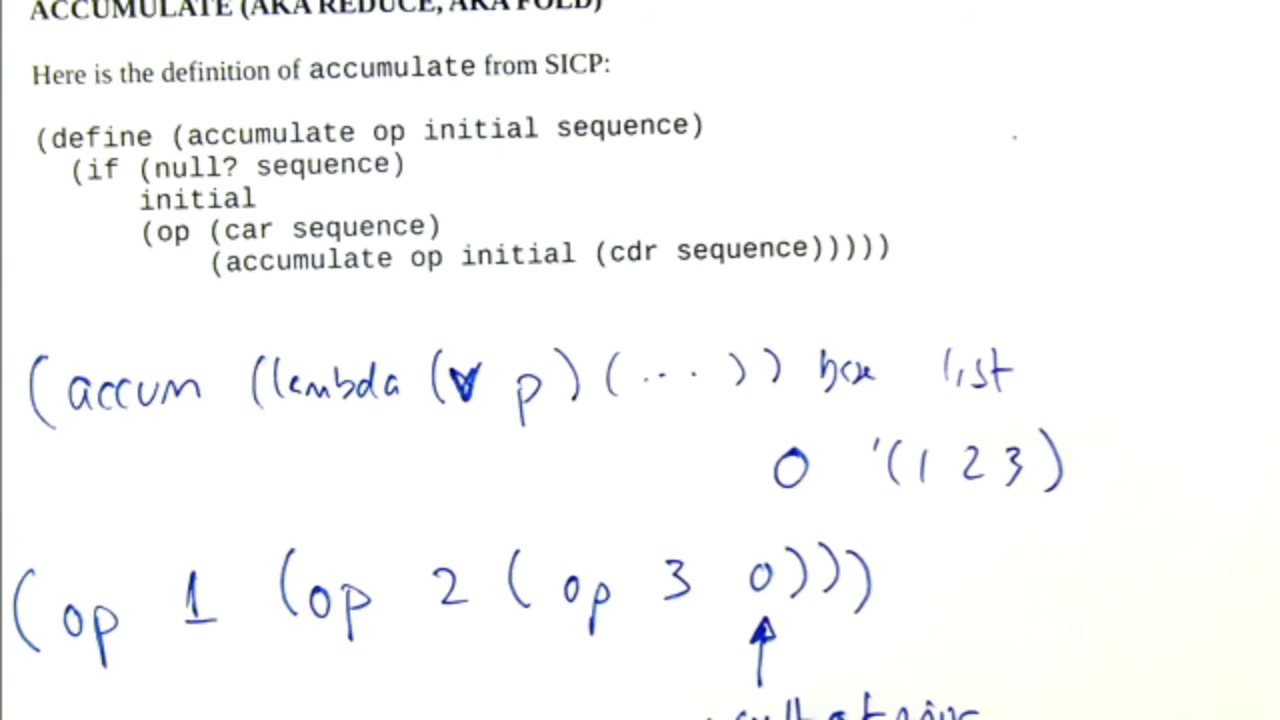 ACCUMULATE (AKA REDUCE, AKA FOLD)
Here is the definition of accumulate from SICP:
(define (accumulate op initial sequence)
(if (null? sequence)
initial
(op (car sequence)
(accumulate op initial (cdr sequence)))))
(accum (lambda (v p) (...)) base list
0 '(1 2 3)
(op 1 (op 2 (op 3 0)))